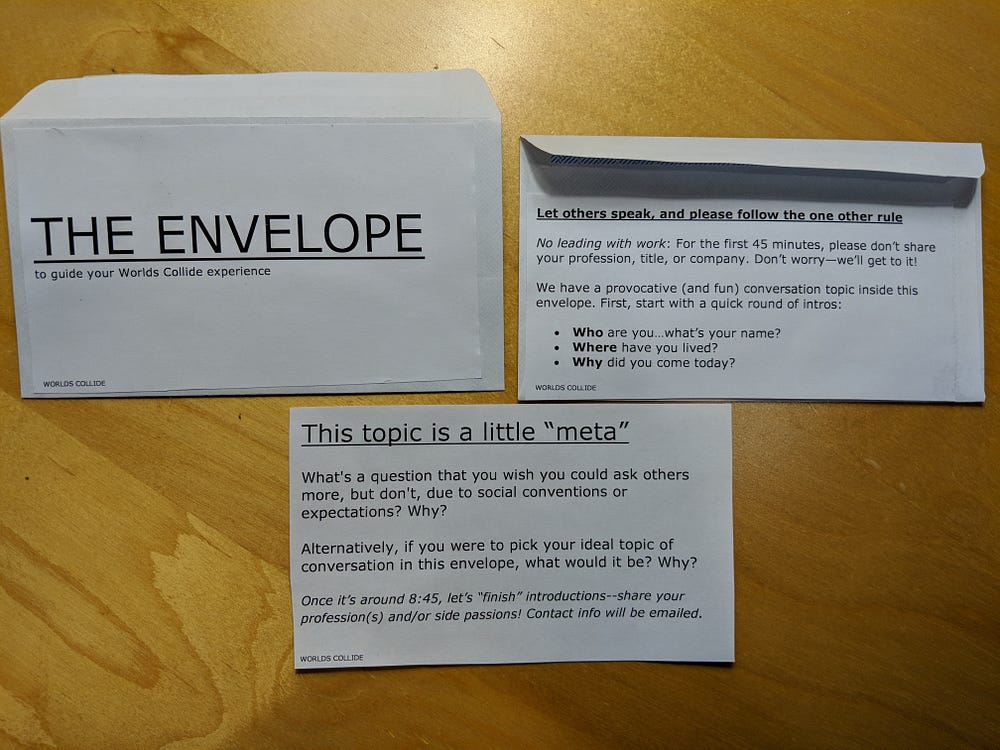 THE ENVELOPE
to guide your Worlds Collide experience
WORLDS COLLIDE
Let others speak, and please follow the one other rule
No leading with work: For the first 45 minutes, please don’t share
your profession, title, or company. Don’t worry—we’ll get to it!
We have a provocative (and fun) conversation topic inside this
envelope. First, start with a quick round of intros:
• Who are you…what’s your name?
• Where have you lived?
• Why did you come today?
WORLDS COLLIDE
This topic is a little “meta”
What's a question that you wish you could ask others
more, but don't, due to social conventions or
expectations? Why?
Alternatively, if you were to pick your ideal topic of
conversation in this envelope, what would it be? Why?
Once it’s around 8:45, let’s “finish” introductions--share your
profession(s) and/or side passions! Contact info will be emailed.
WORLDS COLLIDE